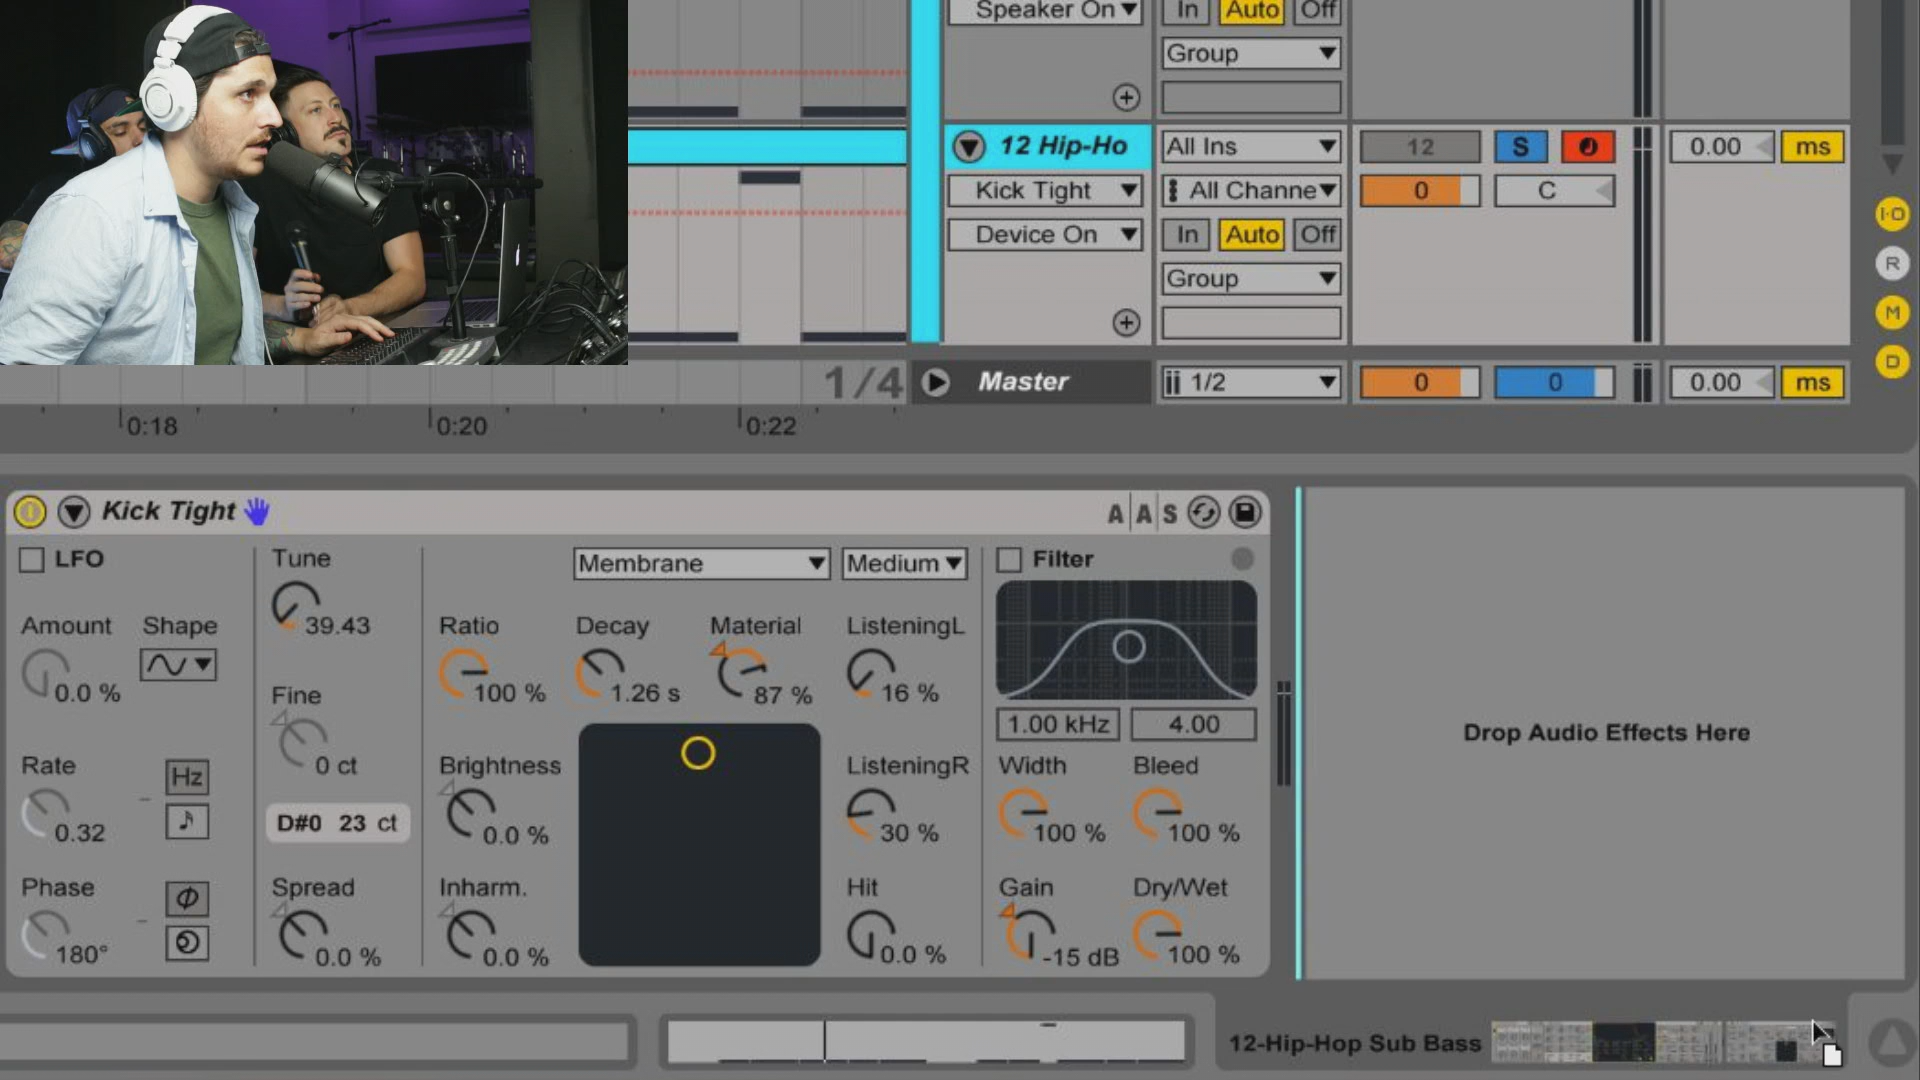 Speaker On
In Auto Off
Group
12 Hip-Ho
All Ins
12 S
0.00 ms
Kick Tight
All Channe
0 C
Device On
In Auto Off
Group
I·O
R
M
D
1/4
Master
1/2
0 0
0.00 ms
0:18 0:20 0:22
Kick Tight
A A S
LFO
Tune
39.43
Membrane
Medium
Filter
Amount
0.0 %
Shape
Ratio
100 %
Decay
1.26 s
Material
87 %
ListeningL
16 %
Fine
0 ct
1.00 kHz 4.00
Rate
0.32
Hz
D#0 23 ct
Brightness
0.0 %
ListeningR
30 %
Width
100 %
Bleed
100 %
Phase
180°
Spread
0.0 %
Inharm.
0.0 %
Hit
0.0 %
Gain
-15 dB
Dry/Wet
100 %
Drop Audio Effects Here
12-Hip-Hop Sub Bass